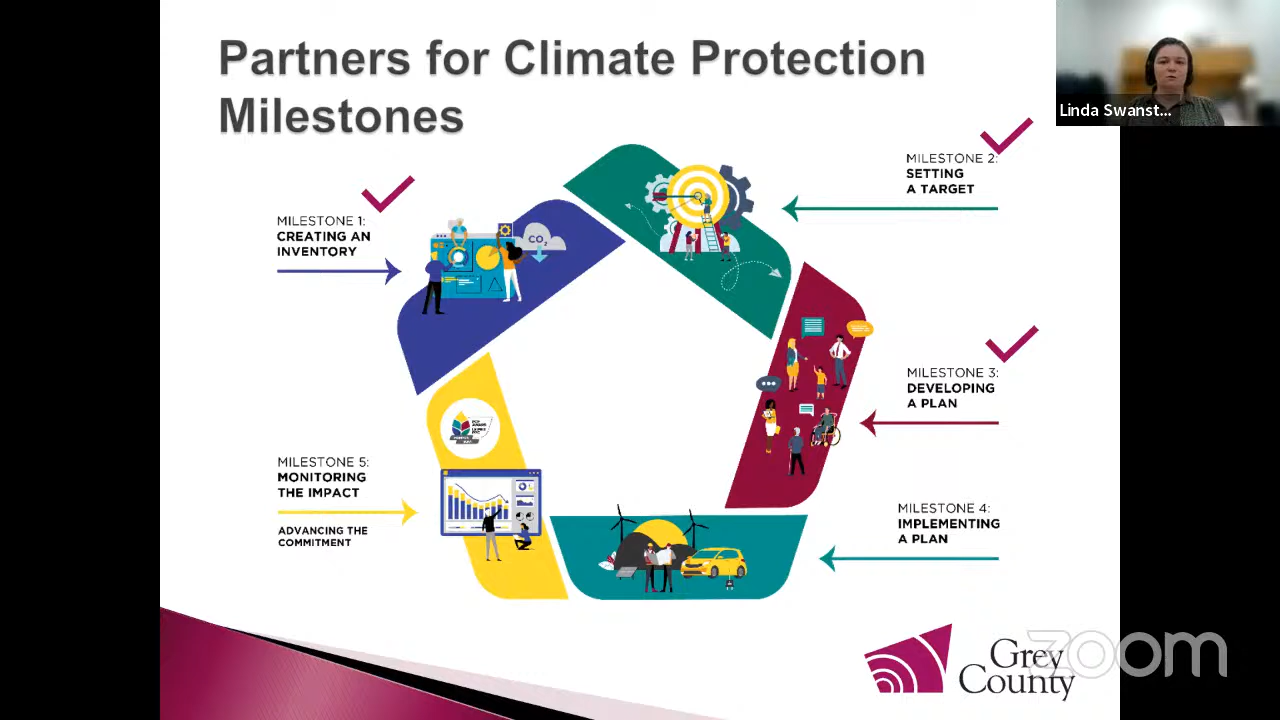 Partners for Climate Protection
Milestones
Linda Swanst...
MILESTONE 1:
CREATING AN
INVENTORY
CO₂
MILESTONE 2:
SETTING
A TARGET
MILESTONE 3:
DEVELOPING
A PLAN
MILESTONE 4:
IMPLEMENTING
A PLAN
MILESTONE 5:
MONITORING
THE IMPACT
ADVANCING THE
COMMITMENT
Grey
County
zoom